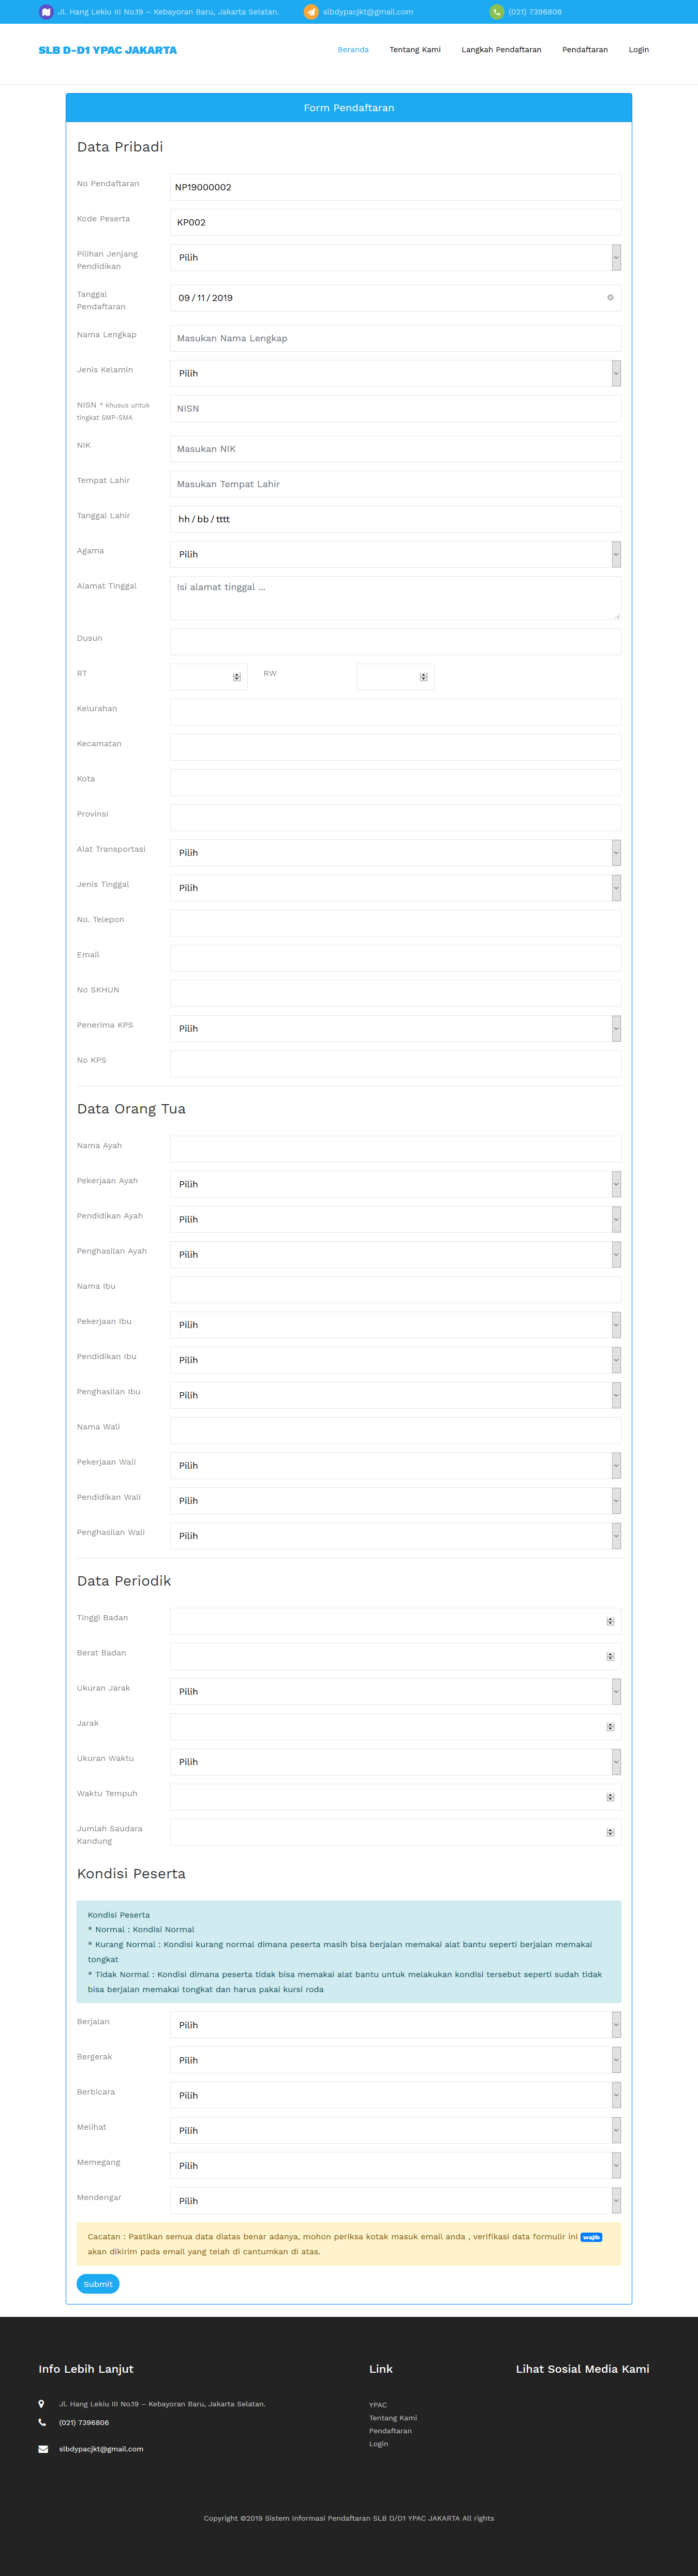 Jl. Hang Lekiu III No.19 – Kebayoran Baru, Jakarta Selatan.
slbdypacjkt@gmail.com
(021) 7396806
SLB D-D1 YPAC JAKARTA
Beranda
Tentang Kami
Langkah Pendaftaran
Pendaftaran
Login
Form Pendaftaran
Data Pribadi
No Pendaftaran
NP19000002
Kode Peserta
KP002
Pilihan Jenjang
Pendidikan
Pilih
Tanggal
Pendaftaran
09 / 11 / 2019
Nama Lengkap
Masukan Nama Lengkap
Jenis Kelamin
Pilih
NISN * khusus untuk
tingkat SMP-SMA
NISN
NIK
Masukan NIK
Tempat Lahir
Masukan Tempat Lahir
Tanggal Lahir
hh / bb / tttt
Agama
Pilih
Alamat Tinggal
Isi alamat tinggal ...
Dusun
RT
RW
Kelurahan
Kecamatan
Kota
Provinsi
Alat Transportasi
Pilih
Jenis Tinggal
Pilih
No. Telepon
Email
No SKHUN
Penerima KPS
Pilih
No KPS
Data Orang Tua
Nama Ayah
Pekerjaan Ayah
Pilih
Pendidikan Ayah
Pilih
Penghasilan Ayah
Pilih
Nama Ibu
Pekerjaan Ibu
Pilih
Pendidikan Ibu
Pilih
Penghasilan Ibu
Pilih
Nama Wali
Pekerjaan Wali
Pilih
Pendidikan Wali
Pilih
Penghasilan Wali
Pilih
Data Periodik
Tinggi Badan
Berat Badan
Ukuran Jarak
Pilih
Jarak
Ukuran Waktu
Pilih
Waktu Tempuh
Jumlah Saudara
Kandung
Kondisi Peserta
Kondisi Peserta
* Normal : Kondisi Normal
* Kurang Normal : Kondisi kurang normal dimana peserta masih bisa berjalan memakai alat bantu seperti berjalan memakai
tongkat
* Tidak Normal : Kondisi dimana peserta tidak bisa memakai alat bantu untuk melakukan kondisi tersebut seperti sudah tidak
bisa berjalan memakai tongkat dan harus pakai kursi roda
Berjalan
Pilih
Bergerak
Pilih
Berbicara
Pilih
Melihat
Pilih
Memegang
Pilih
Mendengar
Pilih
Cacatan : Pastikan semua data diatas benar adanya, mohon periksa kotak masuk email anda , verifikasi data formulir ini wajib
akan dikirim pada email yang telah di cantumkan di atas.
Submit
Info Lebih Lanjut
Jl. Hang Lekiu III No.19 – Kebayoran Baru, Jakarta Selatan.
(021) 7396806
slbdypacjkt@gmail.com
Link
YPAC
Tentang Kami
Pendaftaran
Login
Lihat Sosial Media Kami
Copyright ©2019 Sistem Informasi Pendaftaran SLB D/D1 YPAC JAKARTA All rights